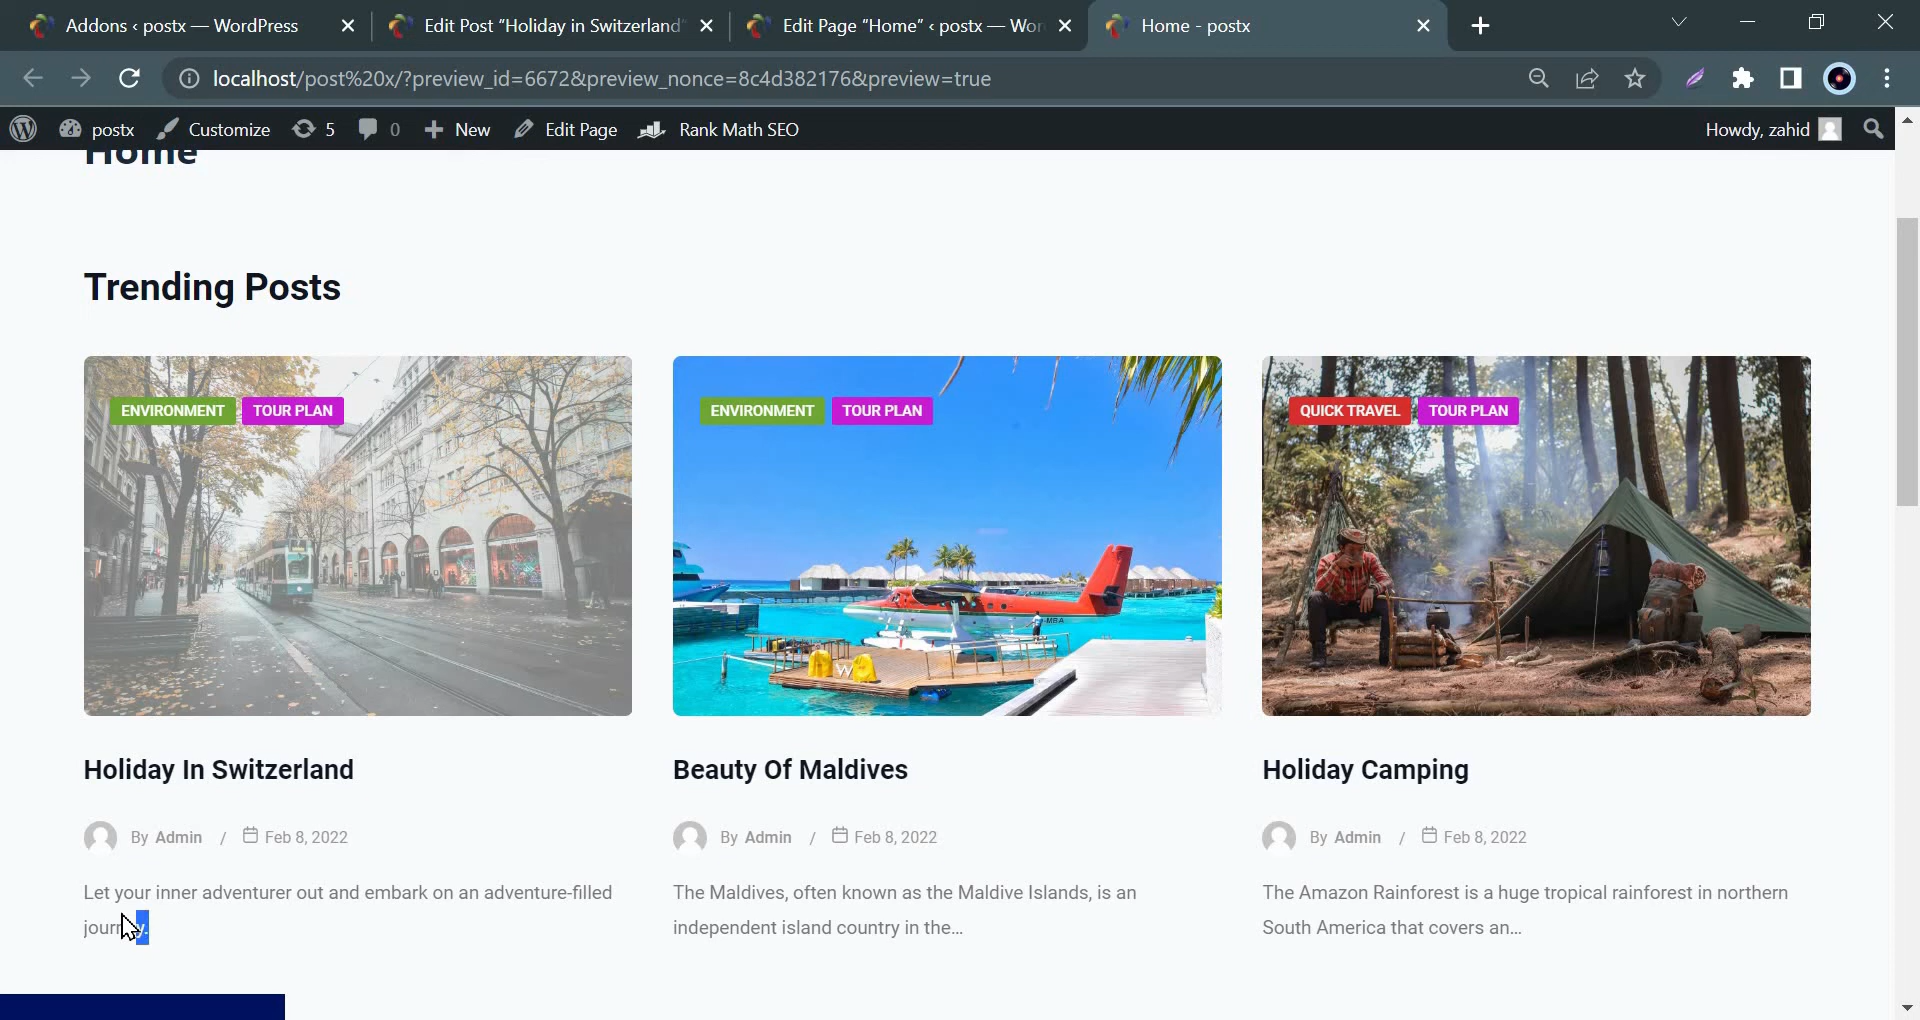 Addons ‹ postx — WordPress
Edit Post "Holiday in Switzerland"
Edit Page "Home" ‹ postx — Wor
Home - postx
localhost/post%20x/?preview_id=6672&preview_nonce=8c4d382176&preview=true
postx
Customize
5
0
New
Edit Page
Rank Math SEO
Howdy, zahid
Home
Trending Posts
ENVIRONMENT TOUR PLAN
ENVIRONMENT TOUR PLAN
QUICK TRAVEL TOUR PLAN
W
MBA
Holiday In Switzerland
By Admin / Feb 8, 2022
Let your inner adventurer out and embark on an adventure-filled
journey.
Beauty Of Maldives
By Admin / Feb 8, 2022
The Maldives, often known as the Maldive Islands, is an
independent island country in the...
Holiday Camping
By Admin / Feb 8, 2022
The Amazon Rainforest is a huge tropical rainforest in northern
South America that covers an...